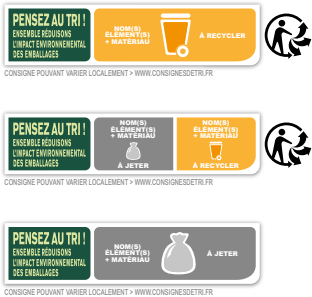 PENSEZ AU TRI !
ENSEMBLE RÉDUISONS
L'IMPACT ENVIRONNEMENTAL
DES EMBALLAGES
NOM(S)
ÉLÉMENT(S)
+ MATÉRIAU
À RECYCLER
CONSIGNE POUVANT VARIER LOCALEMENT > WWW.CONSIGNESDETRI.FR
PENSEZ AU TRI !
ENSEMBLE RÉDUISONS
L'IMPACT ENVIRONNEMENTAL
DES EMBALLAGES
NOM(S)
ÉLÉMENT(S)
+ MATÉRIAU
À JETER
NOM(S)
ÉLÉMENT(S)
+ MATÉRIAU
À RECYCLER
CONSIGNE POUVANT VARIER LOCALEMENT > WWW.CONSIGNESDETRI.FR
PENSEZ AU TRI !
ENSEMBLE RÉDUISONS
L'IMPACT ENVIRONNEMENTAL
DES EMBALLAGES
NOM(S)
ÉLÉMENT(S)
+ MATÉRIAU
À JETER
CONSIGNE POUVANT VARIER LOCALEMENT > WWW.CONSIGNESDETRI.FR